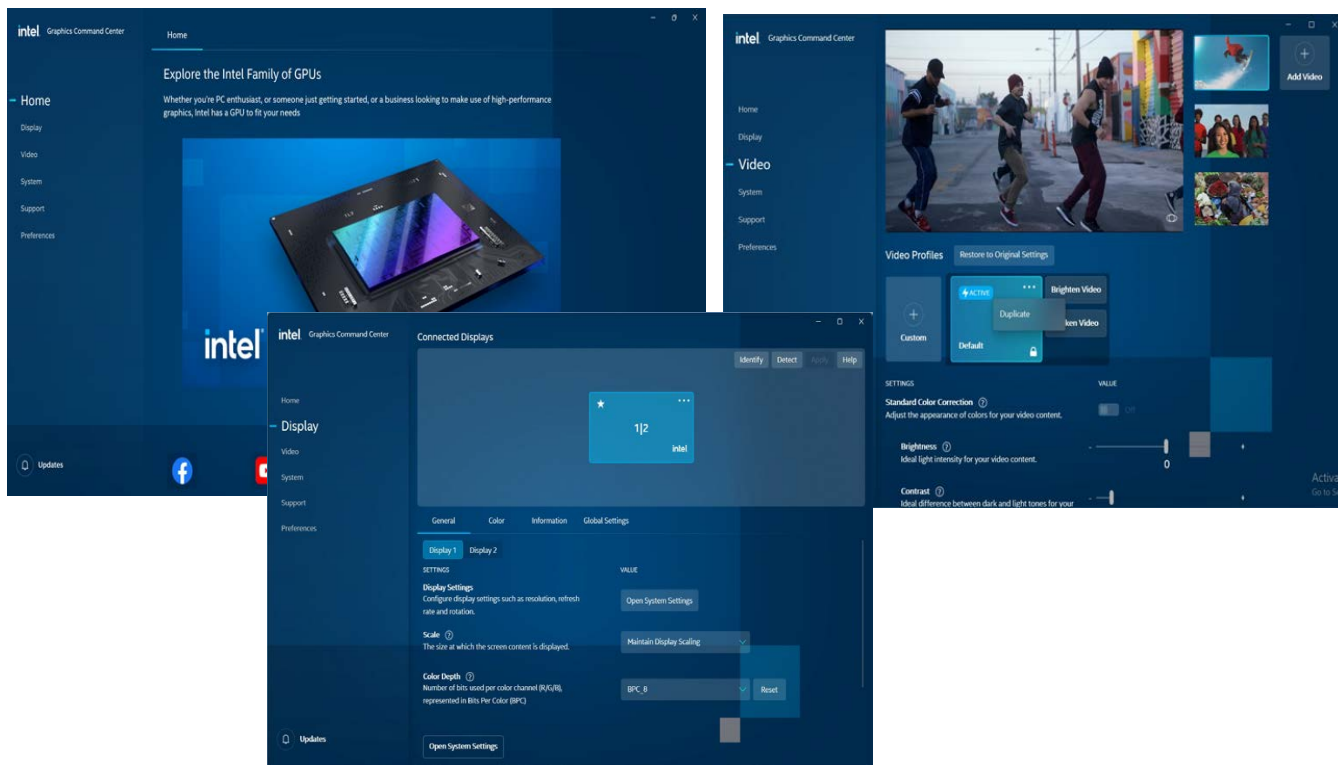 intel Graphics Command Center
Home
Home
Display
Video
System
Support
Preferences
Updates
Explore the Intel Family of GPUs
Whether you're PC enthusiast, or someone just getting started, or a business looking to make use of high-performance
graphics, Intel has a GPU to fit your needs
intel
intel Graphics Command Center
Home
Display
Video
System
Support
Preferences
Add Video
Video Profiles
Restore to Original Settings
Custom
ACTIVE
Duplicate
Default
Brighten Video
ken Video
SETTINGS
VALUE
Standard Color Correction
Adjust the appearance of colors for your video content.
Off
Brightness
Ideal light intensity for your video content.
-
+
0
Contrast
Ideal difference between dark and light tones for your
-
+
Activa
Go to Se
intel Graphics Command Center
Home
Display
Video
System
Support
Preferences
Updates
Connected Displays
Identify
Detect
Apply
Help
1|2
intel
General
Color
Information
Global Settings
Display 1
Display 2
SETTINGS
VALUE
Display Settings
Configure display settings such as resolution, refresh
rate and rotation.
Open System Settings
Scale
The size at which the screen content is displayed.
Maintain Display Scaling
Color Depth
Number of bits used per color channel (R/G/B),
represented in Bits Per Color (BPC)
BPC_8
Reset
Open System Settings